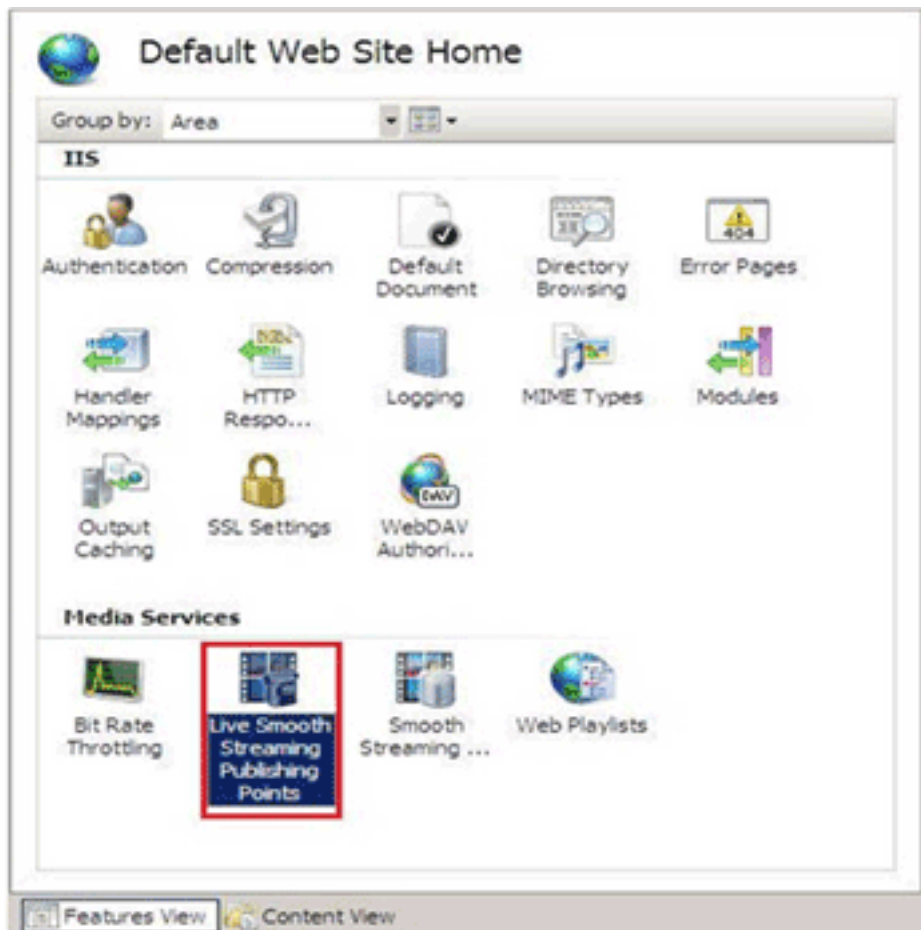 Default Web Site Home
Group by: Area
IIS
Authentication
Compression
Default
Document
Directory
Browsing
404
Error Pages
Handler
Mappings
HTTP
Respo...
Logging
MIME Types
Modules
Output
Caching
SSL Settings
DAV
WebDAV
Authori...
Media Services
Bit Rate
Throttling
Live Smooth
Streaming
Publishing
Points
Smooth
Streaming ...
Web Playlists
Features View
Content View